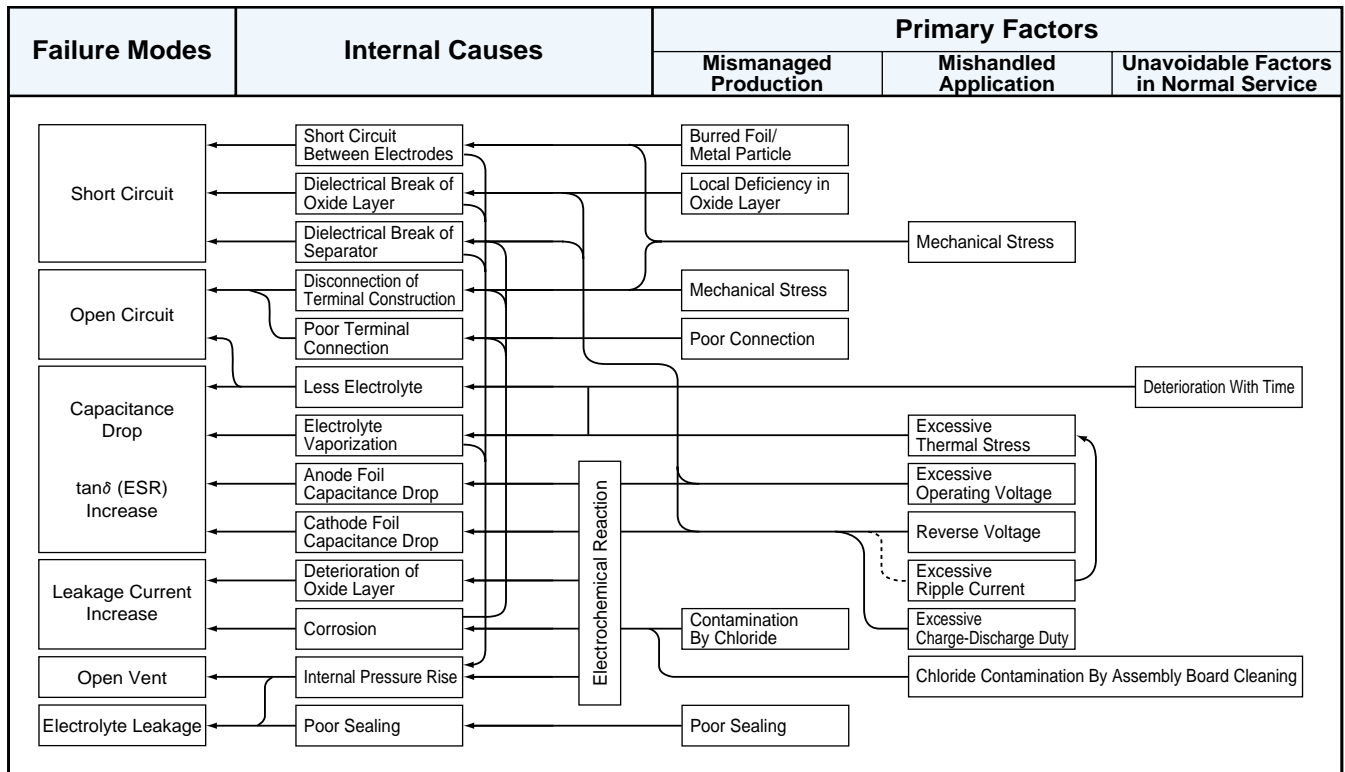 Failure Modes
Internal Causes
Primary Factors
Mismanaged
Production
Mishandled
Application
Unavoidable Factors
in Normal Service
Short Circuit
Open Circuit
Capacitance
Drop
tanδ (ESR)
Increase
Leakage Current
Increase
Open Vent
Electrolyte Leakage
Short Circuit
Between Electrodes
Dielectrical Break of
Oxide Layer
Dielectrical Break of
Separator
Disconnection of
Terminal Construction
Poor Terminal
Connection
Less Electrolyte
Electrolyte
Vaporization
Anode Foil
Capacitance Drop
Cathode Foil
Capacitance Drop
Deterioration of
Oxide Layer
Corrosion
Internal Pressure Rise
Poor Sealing
Electrochemical Reaction
Burred Foil/
Metal Particle
Local Deficiency in
Oxide Layer
Mechanical Stress
Poor Connection
Contamination
By Chloride
Poor Sealing
Mechanical Stress
Excessive
Thermal Stress
Excessive
Operating Voltage
Reverse Voltage
Excessive
Ripple Current
Excessive
Charge-Discharge Duty
Chloride Contamination By Assembly Board Cleaning
Deterioration With Time